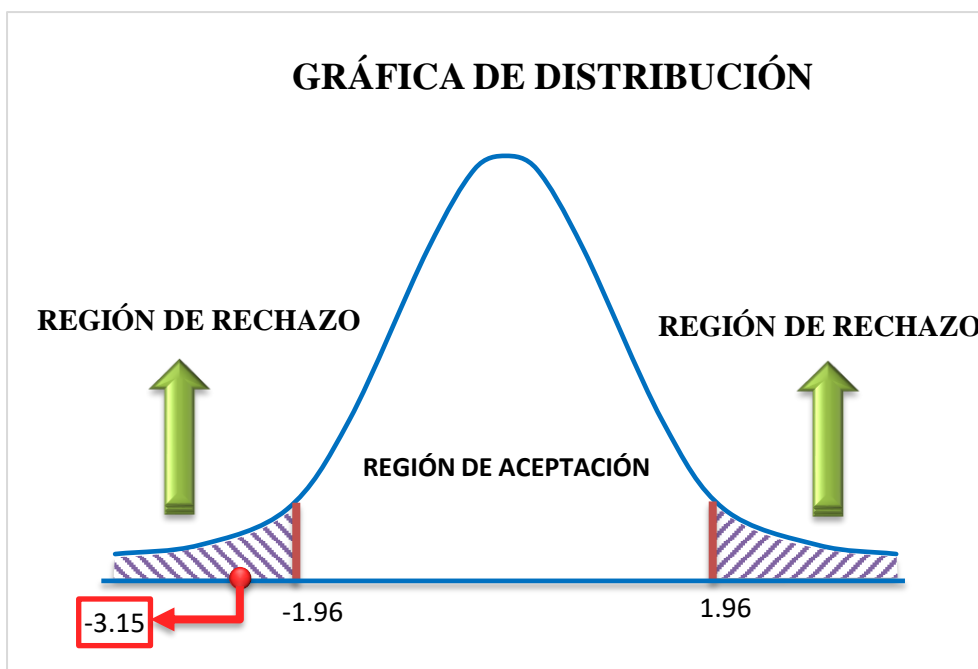 GRÁFICA DE DISTRIBUCIÓN
REGIÓN DE RECHAZO
REGIÓN DE RECHAZO
REGIÓN DE ACEPTACIÓN
-3.15
-1.96
1.96